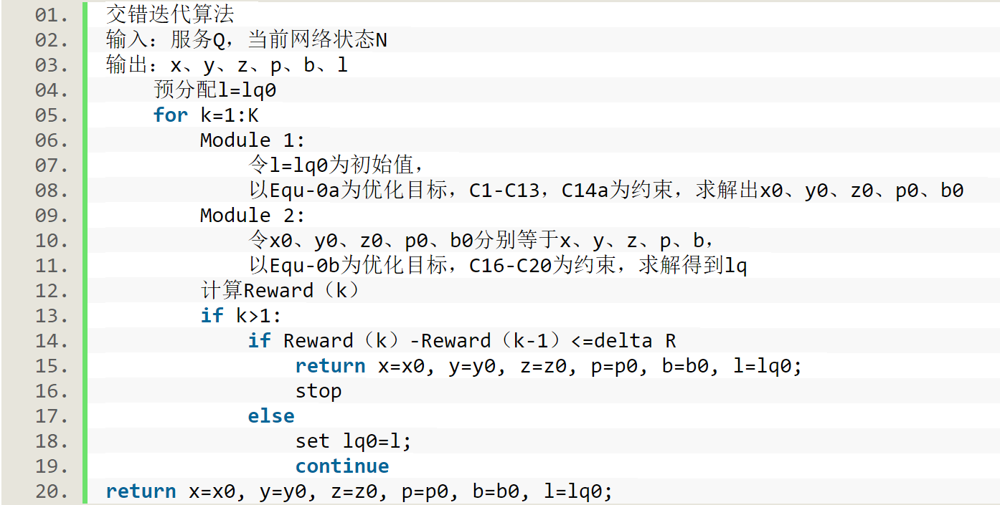 01. 交错迭代算法
02. 输入：服务Q，当前网络状态N
03. 输出：x、y、z、p、b、l
04. 预分配l=lq0
05. for k=1:K
06. Module 1:
07. 令l=lq0为初始值，
08. 以Equ-0a为优化目标，C1-C13，C14a为约束，求解出x0、y0、z0、p0、b0
09. Module 2:
10. 令x0、y0、z0、p0、b0分别等于x、y、z、p、b，
11. 以Equ-0b为优化目标，C16-C20为约束，求解得到lq
12. 计算Reward（k）
13. if k>1:
14. if Reward（k）-Reward（k-1）<=delta R
15. return x=x0, y=y0, z=z0, p=p0, b=b0, l=lq0;
16. stop
17. else
18. set lq0=l;
19. continue
20. return x=x0, y=y0, z=z0, p=p0, b=b0, l=lq0;